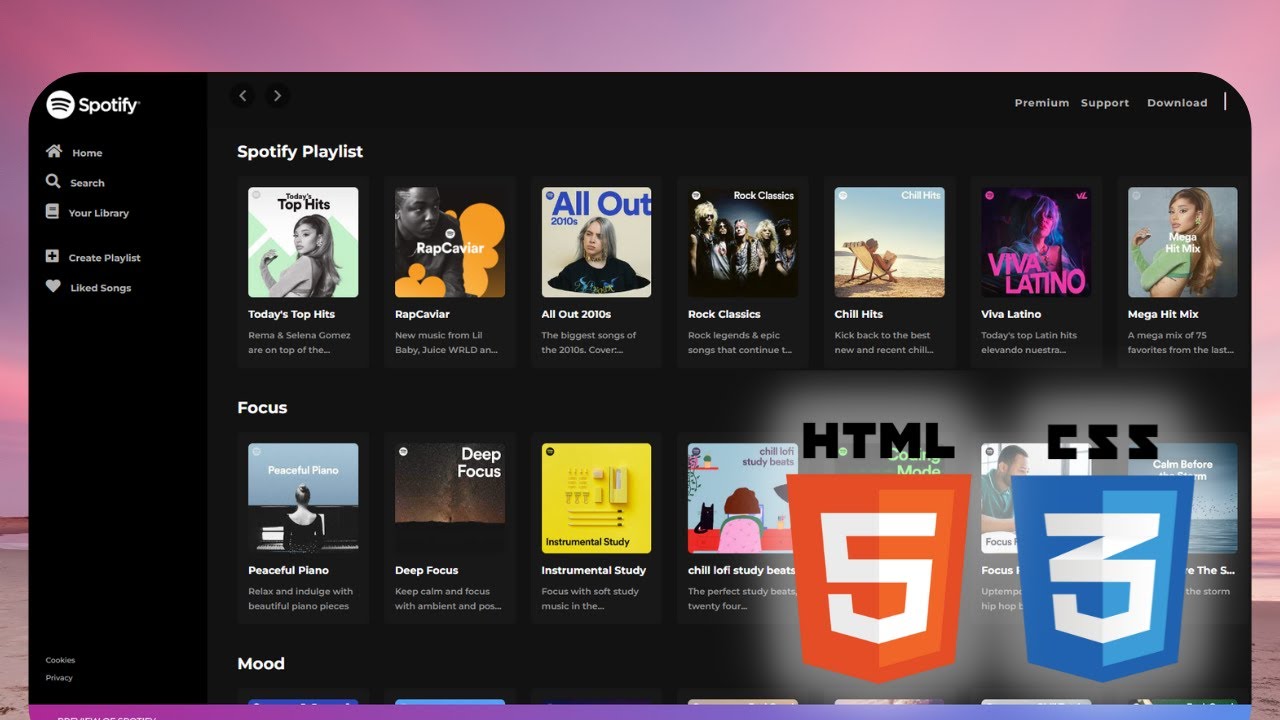 Spotify
Premium Support Download
Home
Search
Your Library
Create Playlist
Liked Songs
Cookies
Privacy
Spotify Playlist
Today's
Top Hits
Today's Top Hits
Rema & Selena Gomez
are on top of the...
RapCaviar
RapCaviar
New music from Lil
Baby, Juice WRLD an...
All Out
2010s
All Out 2010s
The biggest songs of
the 2010s. Cover:...
Rock Classics
Rock Classics
Rock legends & epic
songs that continue t...
Chill Hits
Chill Hits
Kick back to the best
new and recent chill...
VIVA
LATINO
Viva Latino
Today's top Latin hits
elevando nuestra...
Mega
Hit Mix
Mega Hit Mix
A mega mix of 75
favorites from the last...
Focus
Peaceful Piano
Peaceful Piano
Relax and indulge with
beautiful piano pieces
Deep
Focus
Deep Focus
Keep calm and focus
with ambient and pos...
Instrumental Study
Instrumental Study
Focus with soft study
music in the...
chill lofi
study beats
chill lofi study beats
The perfect study beats,
twenty four...
Mode
HTML
5
Focus
Focus
hip hop
CSS
3
Calm Before
the Storm
The S...
the storm
Mood
PREVIEW OF SPOTIFY